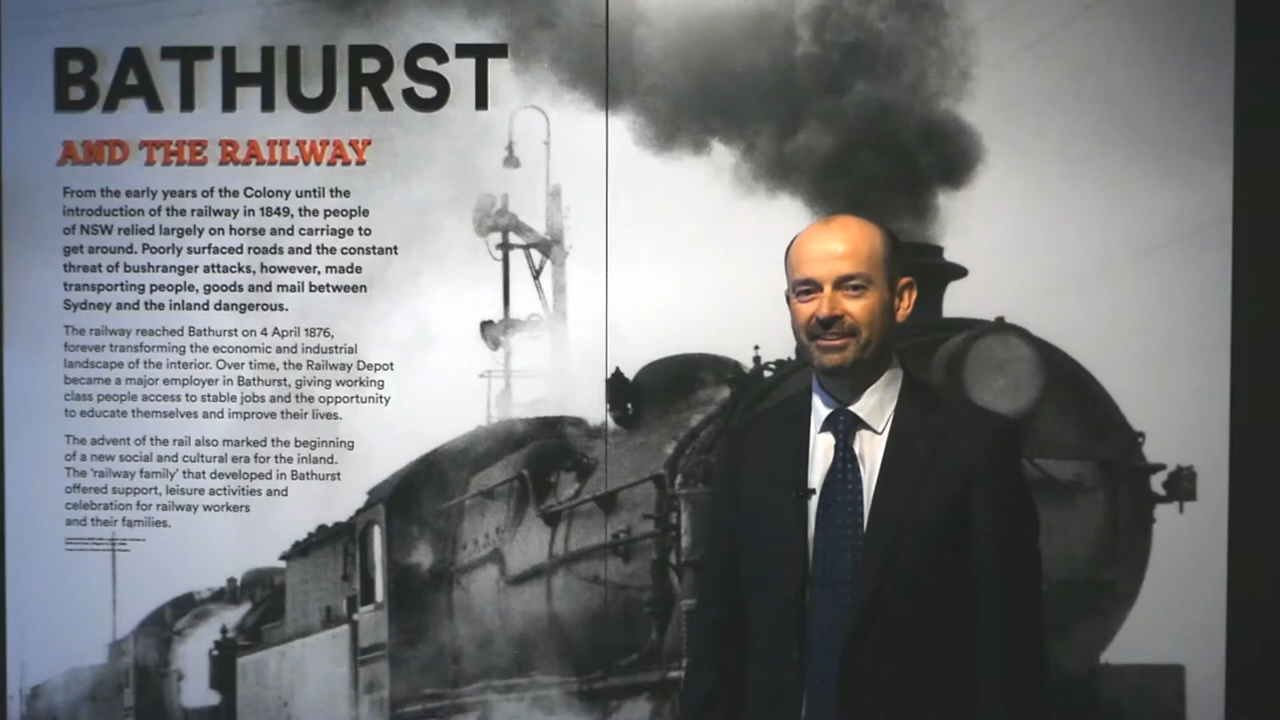 BATHURST
AND THE RAILWAY
From the early years of the Colony until the
introduction of the railway in 1849, the people
of NSW relied largely on horse and carriage to
get around. Poorly surfaced roads and the constant
threat of bushranger attacks, however, made
transporting people, goods and mail between
Sydney and the inland dangerous.
The railway reached Bathurst on 4 April 1876,
forever transforming the economic and industrial
landscape of the interior. Over time, the Railway Depot
became a major employer in Bathurst, giving working
class people access to stable jobs and the opportunity
to educate themselves and improve their lives.
The advent of the rail also marked the beginning
of a new social and cultural era for the inland.
The 'railway family' that developed in Bathurst
offered support, leisure activities and
celebration for railway workers
and their families.